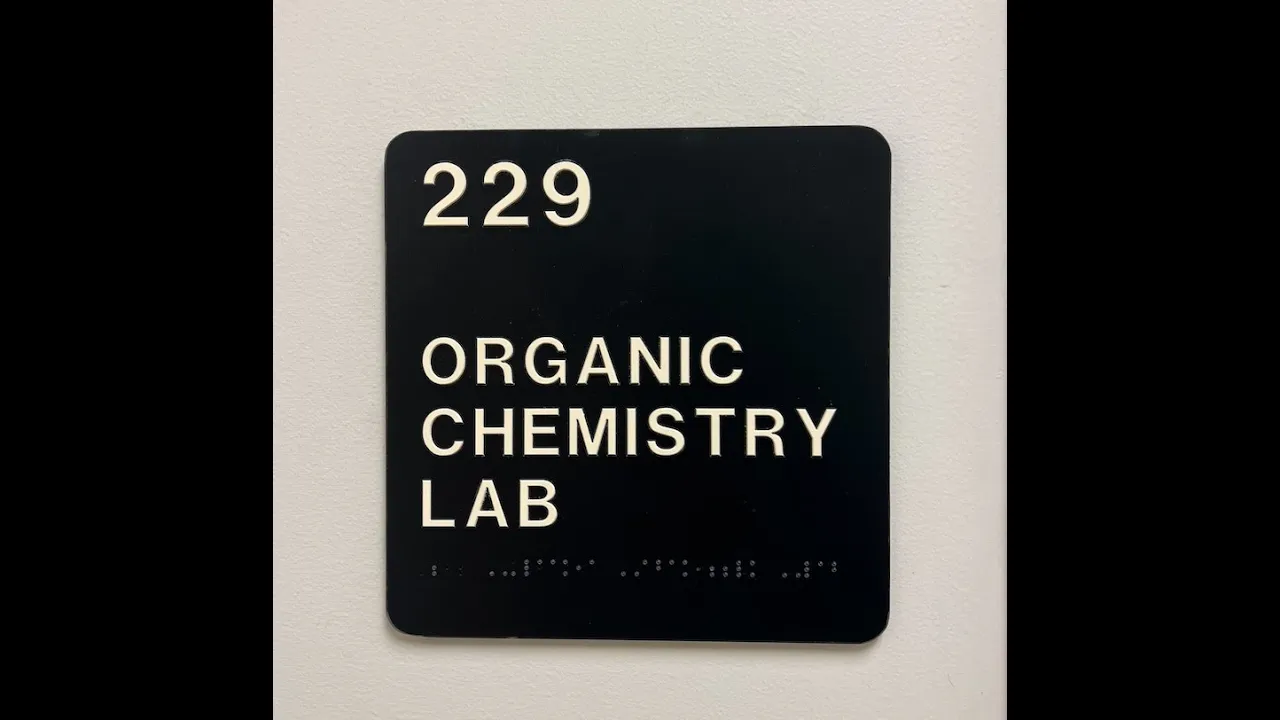 229
ORGANIC
CHEMISTRY
LAB